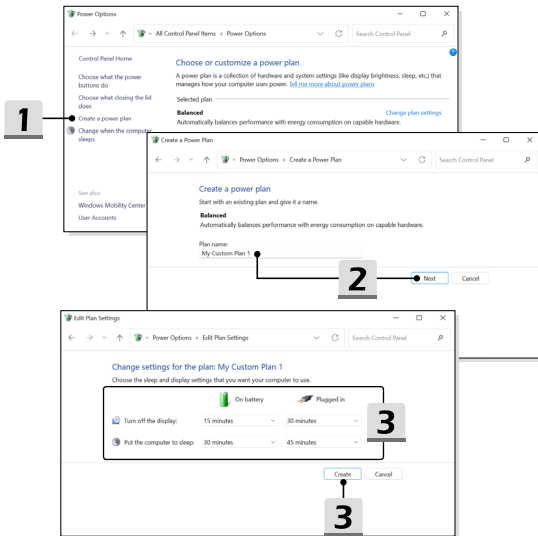 Power Options
All Control Panel Items > Power Options
Search Control Panel
Control Panel Home
Choose what the power
buttons do
Choose what closing the lid
does
Create a power plan
Change when the computer
sleeps
See also
Windows Mobility Center
User Accounts
Choose or customize a power plan
A power plan is a collection of hardware and system settings (like display brightness, sleep, etc.) that
manages how your computer uses power. Tell me more about power plans
Selected plan
Balanced
Change plan settings
Automatically balances performance with energy consumption on capable hardware.
1
Create a Power Plan
Power Options > Create a Power Plan
Search Control Panel
Create a power plan
Start with an existing plan and give it a name.
Balanced
Automatically balances performance with energy consumption on capable hardware.
Plan name:
My Custom Plan 1
2
Next
Cancel
Edit Plan Settings
Power Options > Edit Plan Settings
Search Control Panel
Change settings for the plan: My Custom Plan 1
Choose the sleep and display settings that you want your computer to use.
On battery
Plugged in
Turn off the display:
15 minutes
30 minutes
Put the computer to sleep:
30 minutes
45 minutes
3
Create
Cancel
3